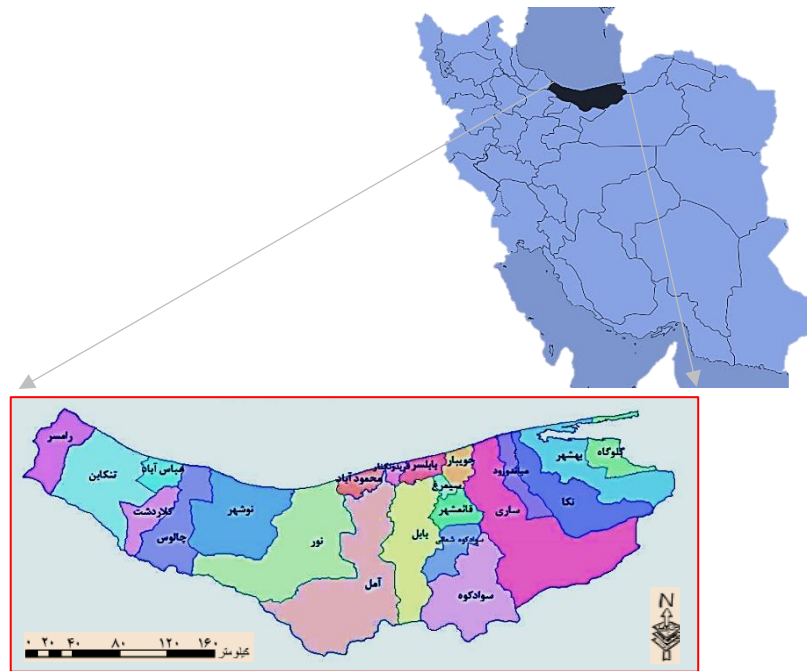 رامسر
تنکابن
عباس آباد
کلاردشت
چالوس
نوشهر
نور
محمود آباد
آمل
فریدونکنار
بابلسر
بابل
جویبار
سیمرغ
قائمشهر
سوادکوه شمالی
سوادکوه
ساری
میاندورود
نکا
بهشهر
گلوگاه
N
۰ ۲۰ ۴۰ ۸۰ ۱۲۰ ۱۶۰
کیلومتر